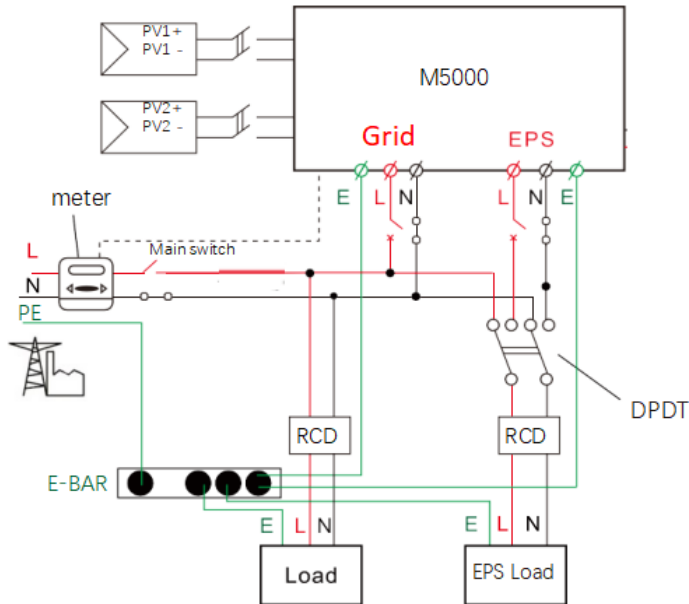 PV1+
PV1 -
M5000
PV2+
PV2 -
Grid
EPS
E L N
L N E
meter
L
Main switch
N
PE
DPDT
RCD
RCD
E-BAR
E L N
E L N
Load
EPS Load